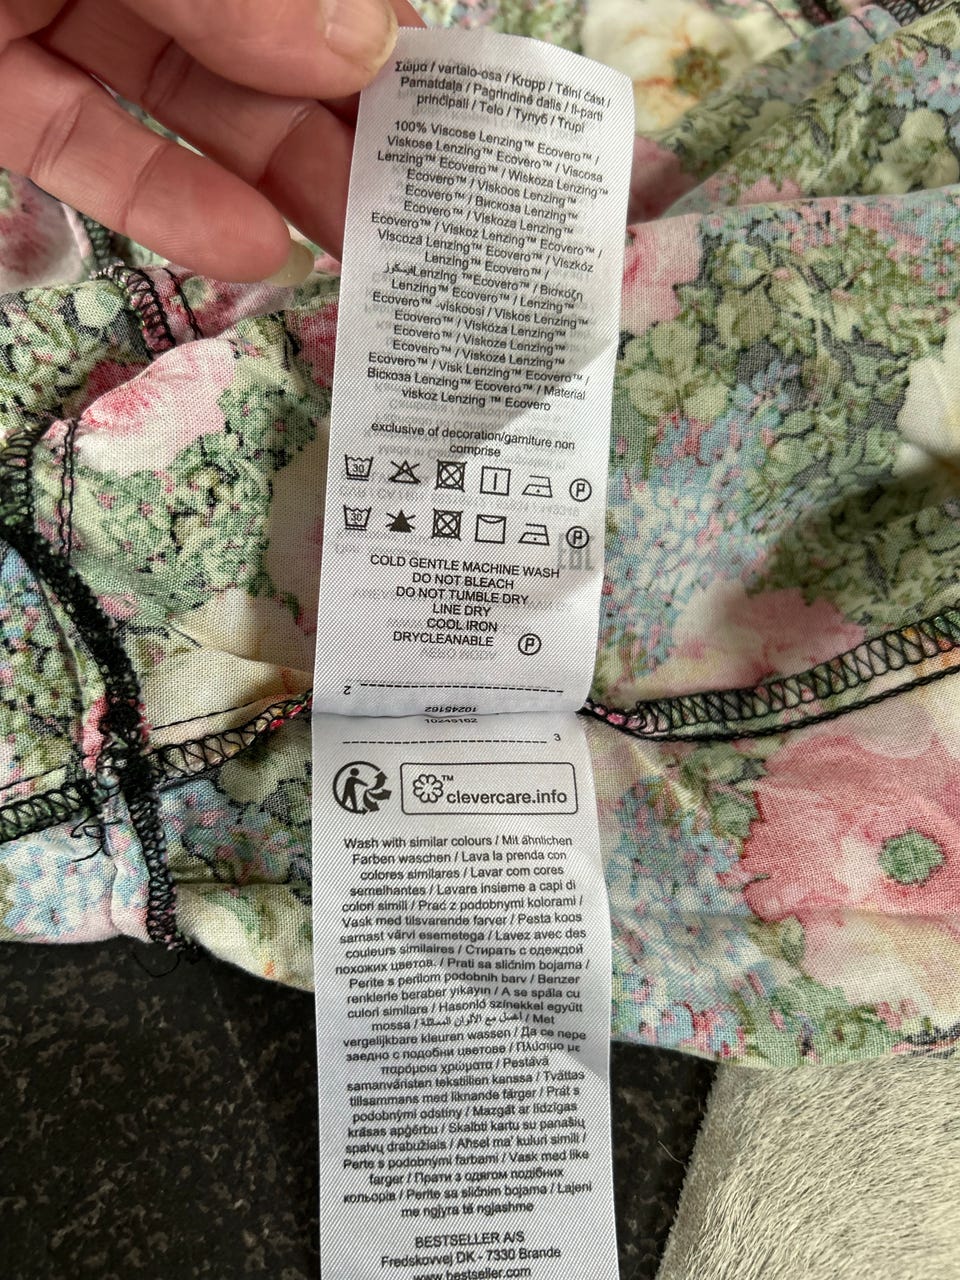 Σώμα / vartalo-osa / Kropp / Tělní část /
Pamatdaļa / Pagrindinė dalis / Il-parti
prinċipali / Telo / Тулуб / Trupi
100% Viscose Lenzing™ Ecovero™ /
Viskose Lenzing™ Ecovero™ / Viscosa
Lenzing™ Ecovero™ / Wiskoza Lenzing™
Ecovero™ / Viskoos Lenzing™
Ecovero™ / Вискоза Lenzing™
Ecovero™ / Viskoza Lenzing™
Ecovero™ / Viskoz Lenzing™ Ecovero™ /
Viscoză Lenzing™ Ecovero™ / Viszkóz
Lenzing™ Ecovero™ /
فيسكوز Lenzing™ Ecovero™ / Βισκόζη
Lenzing™ Ecovero™ / Lenzing™
Ecovero™ -viskoosi / Viskos Lenzing™
Ecovero™ / Viskóza Lenzing™
Ecovero™ / Viskoze Lenzing™
Ecovero™ / Viskozė Lenzing™
Ecovero™ / Visk Lenzing™ Ecovero™ /
Віскоза Lenzing™ Ecovero™ / Material
viskoz Lenzing ™ Ecovero
exclusive of decoration/garniture non
comprise
30 P
30 P
COLD GENTLE MACHINE WASH
DO NOT BLEACH
DO NOT TUMBLE DRY
LINE DRY
COOL IRON
DRYCLEANABLE P
2
10245162
10245162
3
™
clevercare.info
Wash with similar colours / Mit ähnlichen
Farben waschen / Lava la prenda con
colores similares / Lavar com cores
semelhantes / Lavare insieme a capi di
colori simili / Prać z podobnymi kolorami /
Vask med tilsvarende farver / Pesta koos
sarnast värvi esemetega / Lavez avec des
couleurs similaires / Стирать с одеждой
похожих цветов. / Prati sa sličnim bojama /
Perite s perilom podobnih barv / Benzer
renklerle beraber yıkayın / A se spăla cu
culori similare / Hasonló színekkel együtt
mossa / أغسل مع الألوان المماثلة / Met
vergelijkbare kleuren wassen / Да се пере
заедно с подобни цветове / Πλύσιμο με
παρόμοια χρώματα / Pestävä
samanväristen tekstiilien kanssa / Tvättas
tillsammans med liknande färger / Prát s
podobnými odstíny / Mazgāt ar līdzīgas
krāsas apģērbu / Skalbti kartu su panašių
spalvų drabužiais / Aħsel ma' kuluri simili /
Perte s podobnými farbami / Vask med like
farger / Прати з одягом подібних
кольорів / Perite sa sličnim bojama / Lajeni
me ngjyra të ngjashme
BESTSELLER A/S
Fredskovvej DK - 7330 Brande
www.bestseller.com